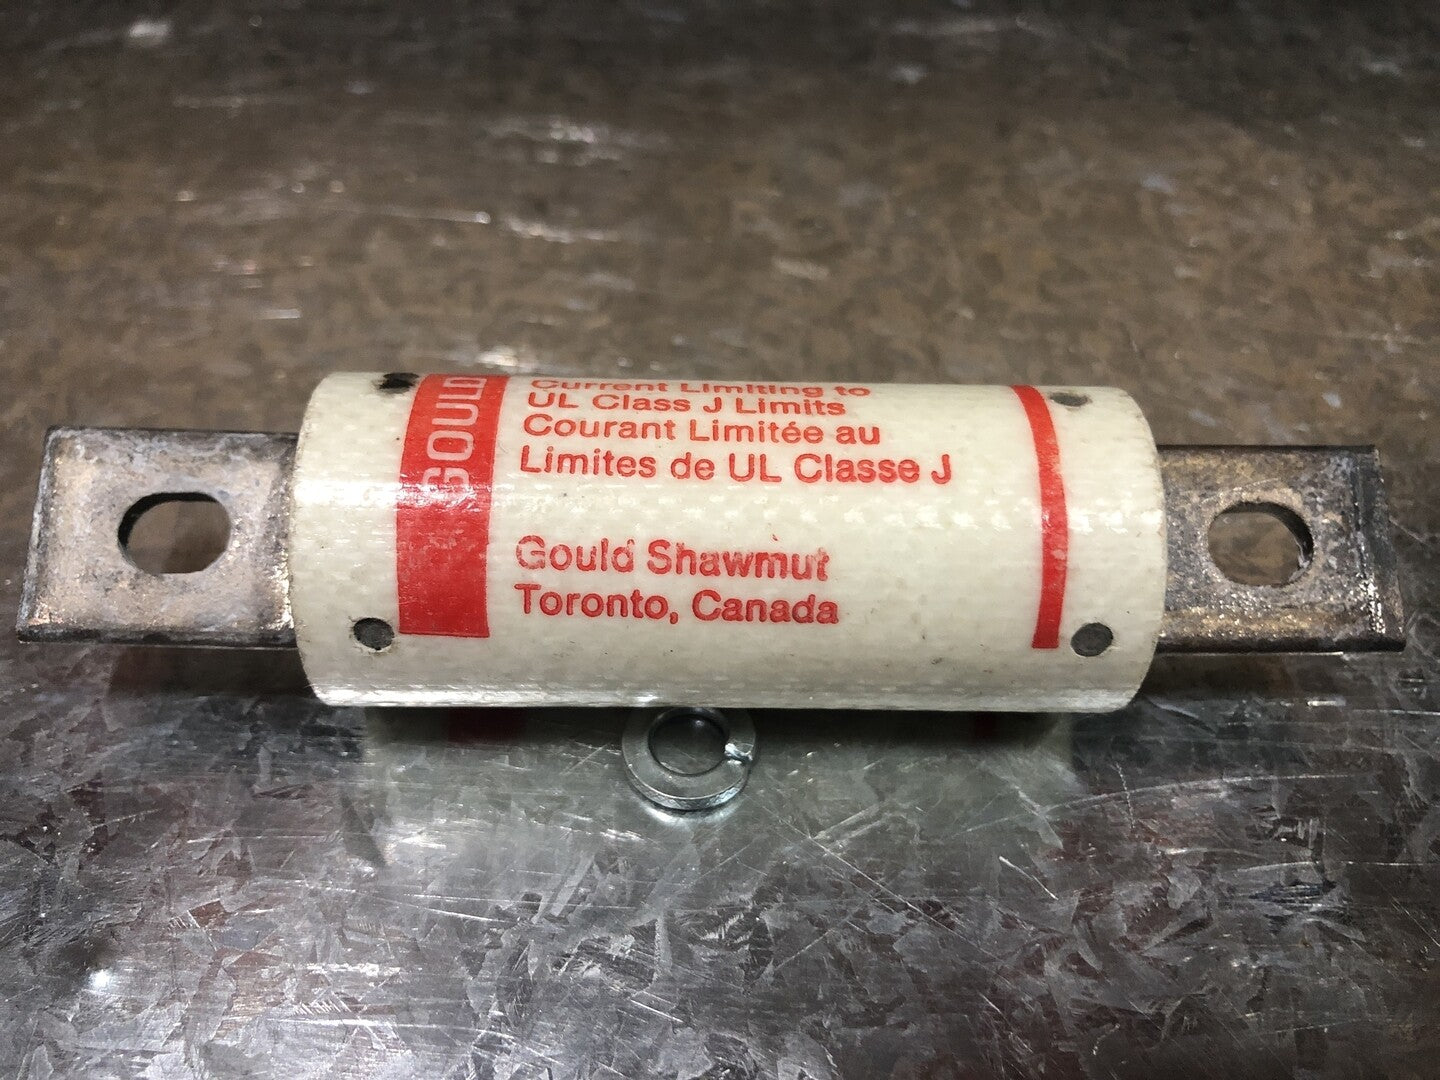 GOULD
Current Limiting to
UL Class J Limits
Courant Limitée au
Limites de UL Classe J
Gould Shawmut
Toronto, Canada